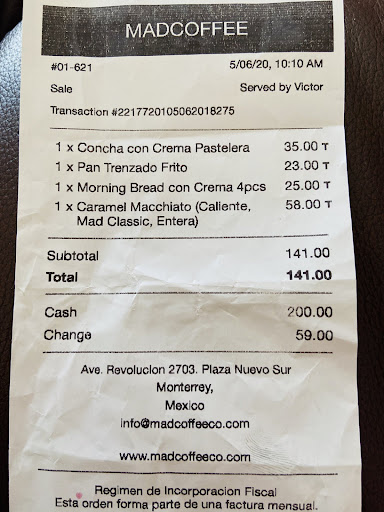 MADCOFFEE
#01-621 5/06/20, 10:10 AM
Sale Served by Victor
Transaction #2217720105062018275
1 x Concha con Crema Pastelera 35.00 T
1 x Pan Trenzado Frito 23.00 T
1 x Morning Bread con Crema 4pcs 25.00 T
1 x Caramel Macchiato (Caliente, 58.00 T
Mad Classic, Entera)
Subtotal 141.00
Total 141.00
Cash 200.00
Change 59.00
Ave. Revolucion 2703. Plaza Nuevo Sur
Monterrey,
Mexico
info@madcoffeeco.com
www.madcoffeeco.com
Regimen de Incorporacion Fiscal
Esta orden forma parte de una factura mensual.